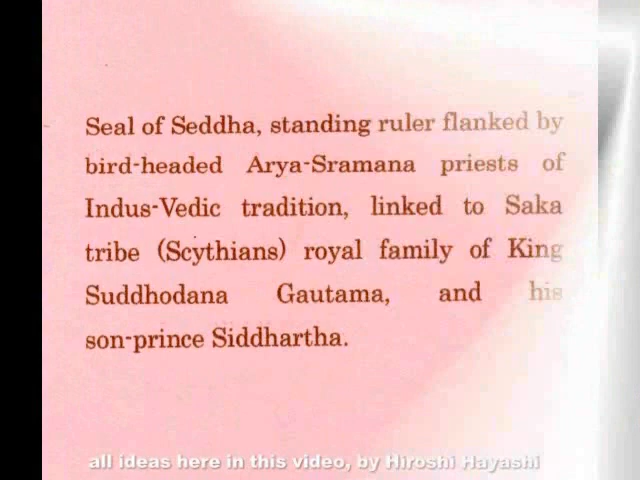 Seal of Seddha, standing ruler flanked by
bird-headed Arya-Sramana priests of
Indus-Vedic tradition, linked to Saka
tribe (Scythians) royal family of King
Suddhodana Gautama, and his
son-prince Siddhartha.
all ideas here in this video, by Hiroshi Hayashi